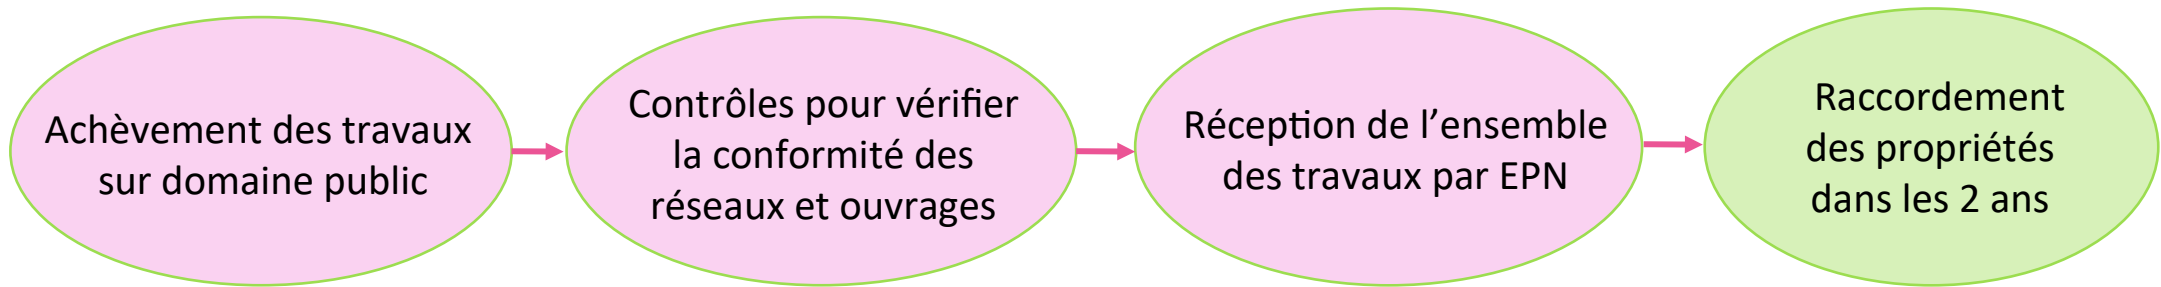 Achèvement des travaux
sur domaine public
Contrôles pour vérifier
la conformité des
réseaux et ouvrages
Réception de l’ensemble
des travaux par EPN
Raccordement
des propriétés
dans les 2 ans